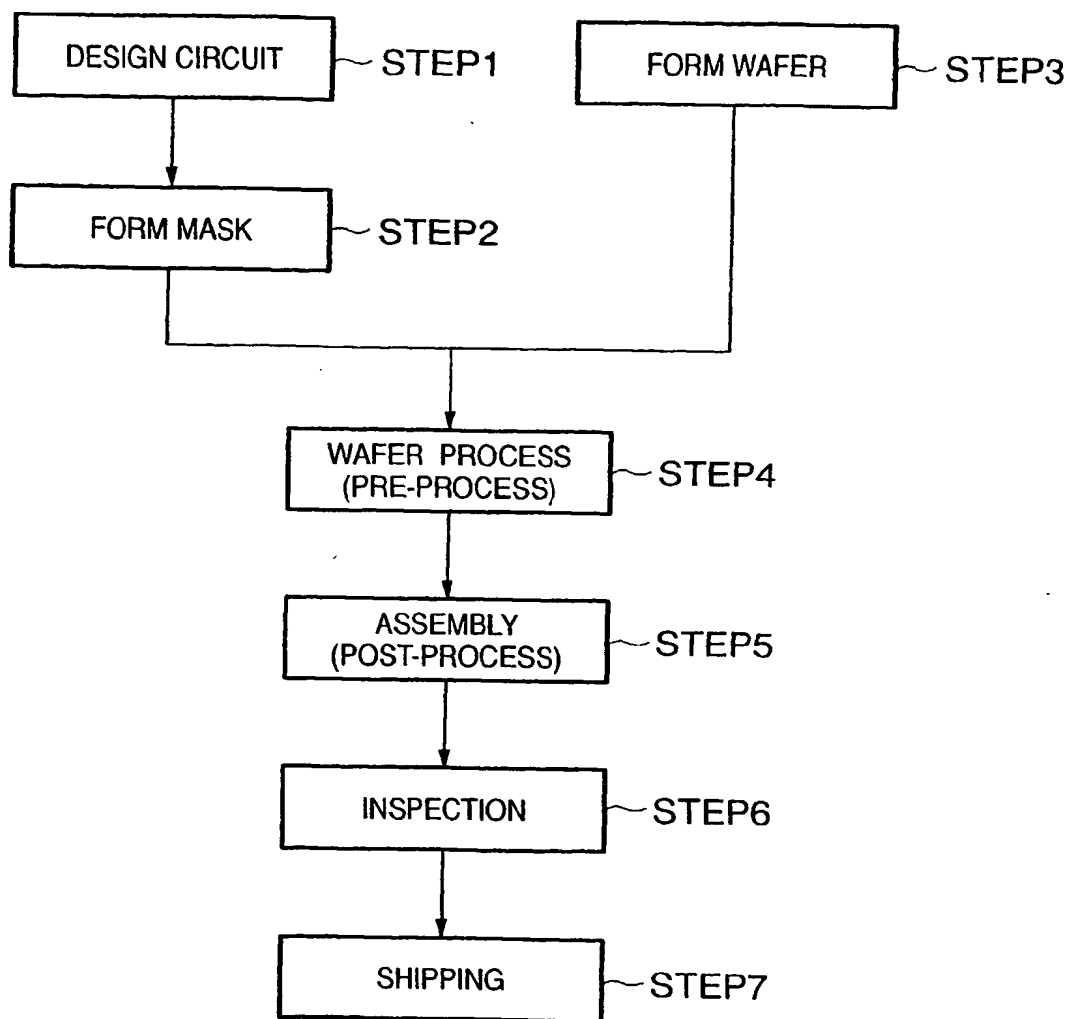 DESIGN CIRCUIT
STEP1
FORM WAFER
STEP3
FORM MASK
STEP2
WAFER PROCESS
(PRE-PROCESS)
STEP4
ASSEMBLY
(POST-PROCESS)
STEP5
INSPECTION
STEP6
SHIPPING
STEP7